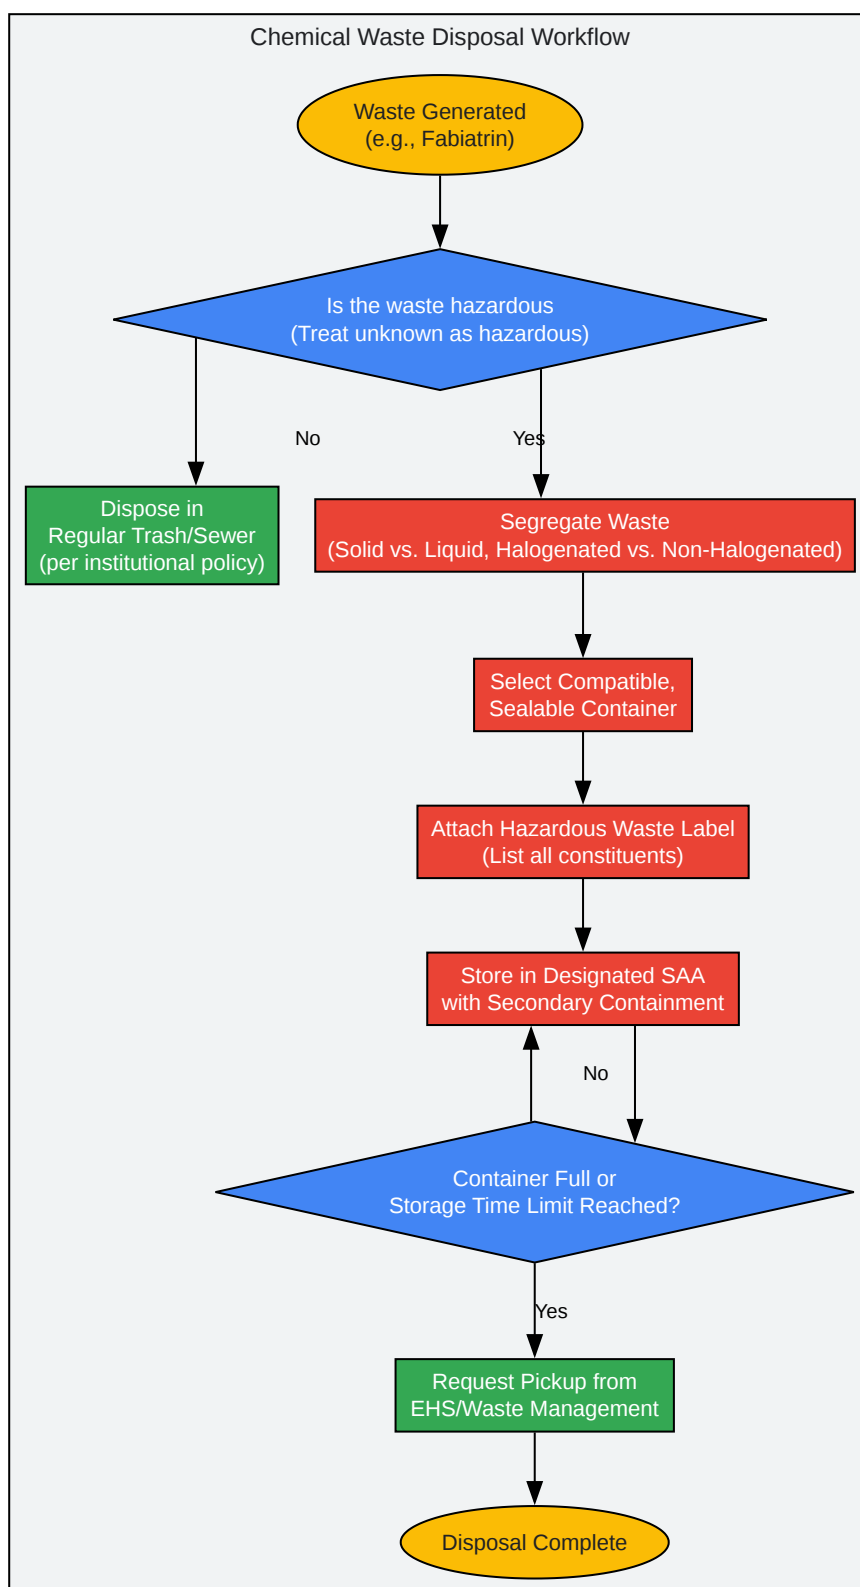 Chemical Waste Disposal Workflow
Waste Generated
(e.g., Fabiatrin)
Is the waste hazardous
(Treat unknown as hazardous)
No
Yes
Dispose in
Regular Trash/Sewer
(per institutional policy)
Segregate Waste
(Solid vs. Liquid, Halogenated vs. Non-Halogenated)
Select Compatible,
Sealable Container
Attach Hazardous Waste Label
(List all constituents)
Store in Designated SAA
with Secondary Containment
No
Container Full or
Storage Time Limit Reached?
Yes
Request Pickup from
EHS/Waste Management
Disposal Complete